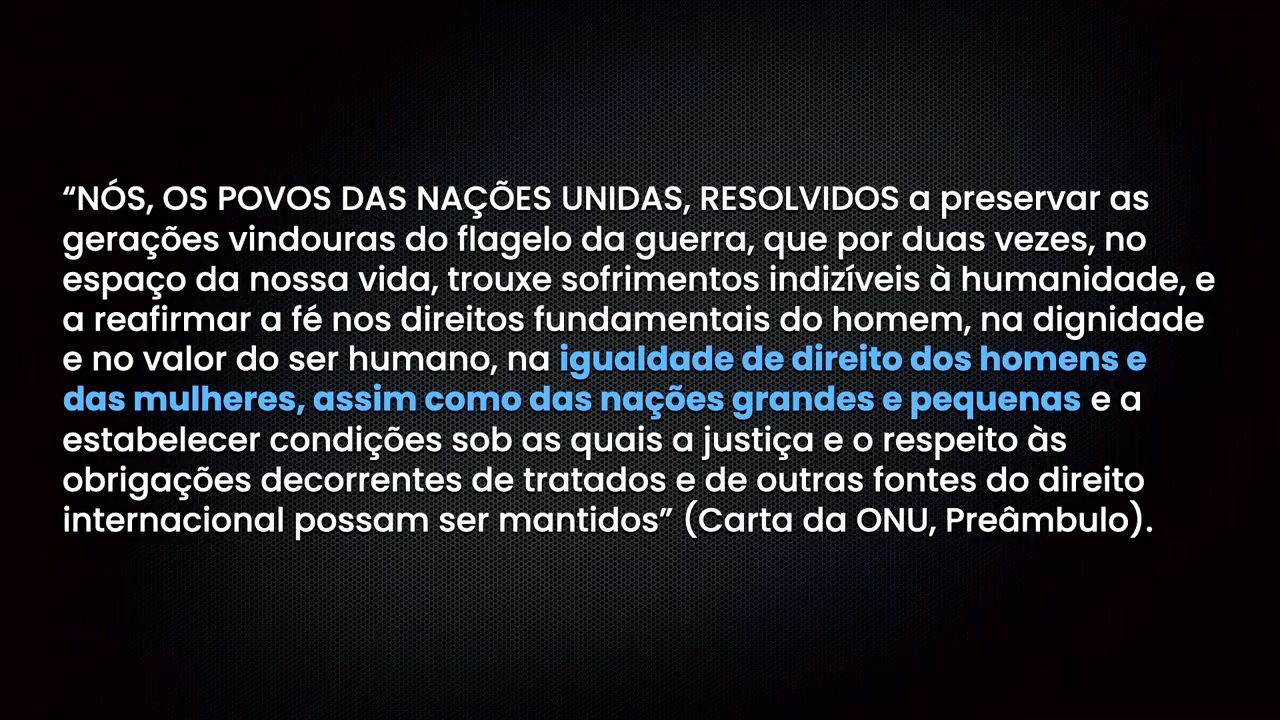 “NÓS, OS POVOS DAS NAÇÕES UNIDAS, RESOLVIDOS a preservar as
gerações vindouras do flagelo da guerra, que por duas vezes, no
espaço da nossa vida, trouxe sofrimentos indizíveis à humanidade, e
a reafirmar a fé nos direitos fundamentais do homem, na dignidade
e no valor do ser humano, na igualdade de direito dos homens e
das mulheres, assim como das nações grandes e pequenas e a
estabelecer condições sob as quais a justiça e o respeito às
obrigações decorrentes de tratados e de outras fontes do direito
internacional possam ser mantidos” (Carta da ONU, Preâmbulo).